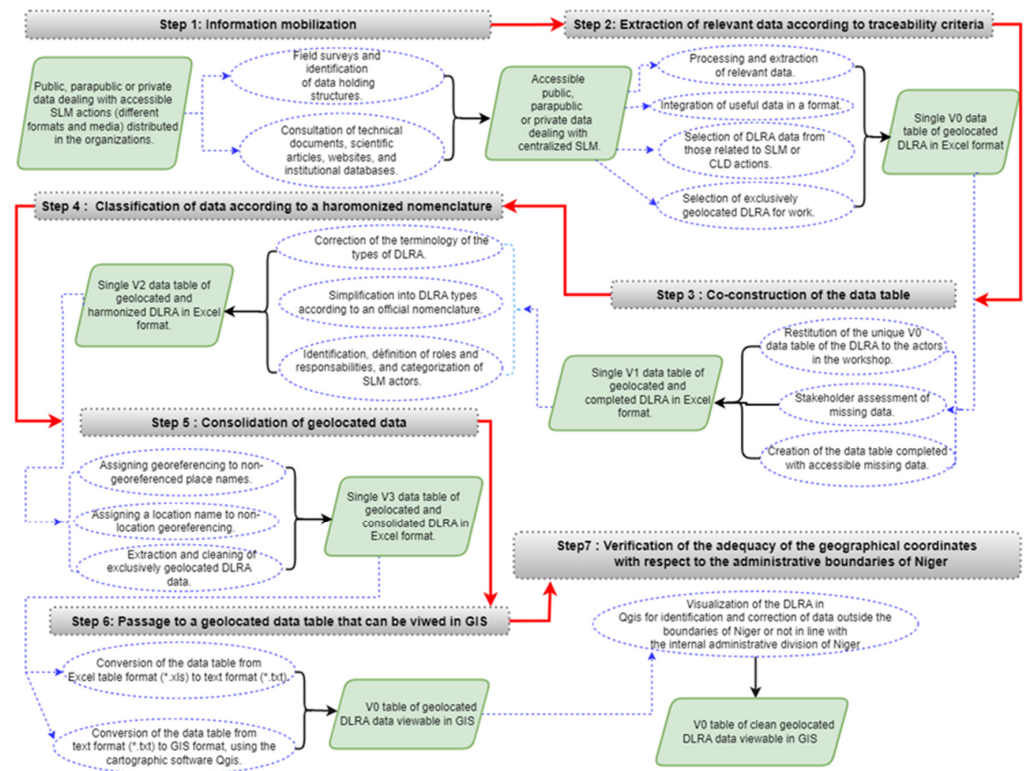 Step 1: Information mobilization
Step 2: Extraction of relevant data according to traceability criteria
Public, parapublic or private
data dealing with accessible
SLM actions (different
formats and media) distributed
in the organizations.
Field surveys and
identification
of data holding
structures.
Consultation of technical
documents, scientific
articles, websites, and
institutional databases.
Accessible
public,
parapublic
or private data
dealing with
centralized SLM.
Processing and extraction
of relevant data.
Integration of useful data in a format.
Selection of DLRA data from
those related to SLM or
CLD actions.
Selection of exclusively
geolocated DLRA for work.
Single V0 data
table of geolocated
DLRA in Excel format
Step 4 : Classification of data according to a haromonized nomenclature
Correction of the terminology of the
types of DLRA.
Simplification into DLRA types
according to an official nomenclature.
Identification, définition of roles and
responsabilities, and categorization of
SLM actors.
Single V2 data table of
geolocated and
harmonized DLRA in Excel
format.
Step 3 : Co-construction of the data table
Restitution of the unique V0
data table of the DLRA to the actors
in the workshop.
Stakeholder assessment of
missing data.
Creation of the data table completed
with accessible missing data.
Single V1 data table of
geolocated and
completed DLRA in Excel
format.
Step 5 : Consolidation of geolocated data
Assigning georeferencing to non-
georeferenced place names.
Assigning a location name to non-
location georeferencing.
Extraction and cleaning of
exclusively geolocated DLRA
data.
Single V3 data table of
geolocated and
consolidated DLRA in
Excel format.
Step7 : Verification of the adequacy of the geographical coordinates
with respect to the administrative boundaries of Niger
Step 6: Passage to a geolocated data table that can be viwed in GIS
Conversion of the data table from
Excel table format (*.xls) to text format (*.txt).
Conversion of the data table from
text format (*.txt) to GIS format, using the
cartographic software Qgis.
V0 table of geolocated
DLRA data viewable in GIS
Visualization of the DLRA in
Qgis for identification and correction of data outside the
boundaries of Niger or not in line with
the internal administrative division of Niger
V0 table of clean geolocated
DLRA data viewable in GIS